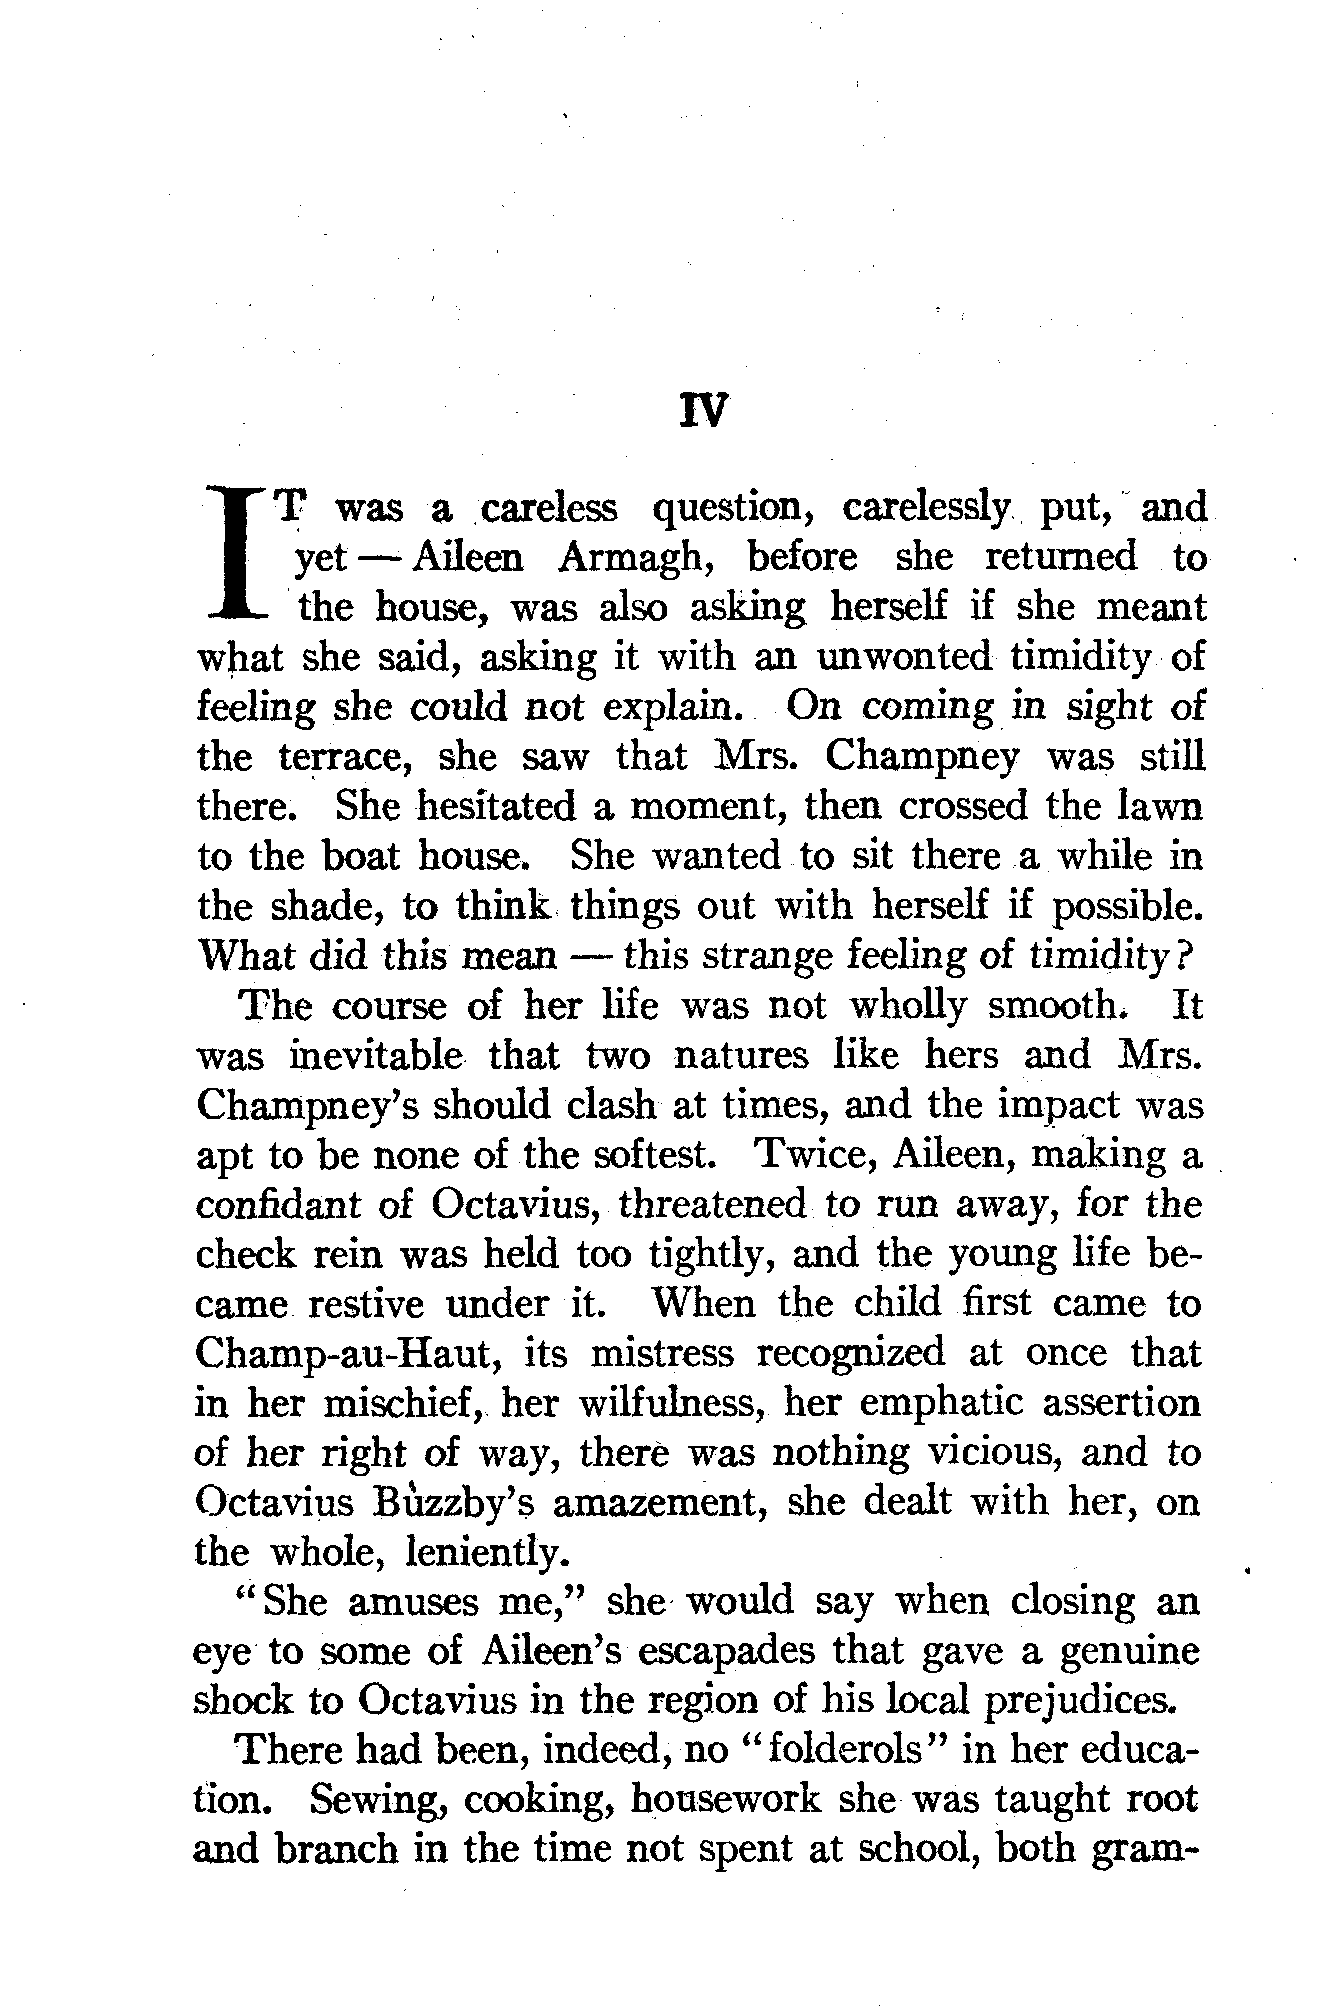 IV
IT was a careless question, carelessly put, and
yet — Aileen Armagh, before she returned to
the house, was also asking herself if she meant
what she said, asking it with an unwonted timidity of
feeling she could not explain. On coming in sight of
the terrace, she saw that Mrs. Champney was still
there. She hesitated a moment, then crossed the lawn
to the boat house. She wanted to sit there a while in
the shade, to think things out with herself if possible.
What did this mean — this strange feeling of timidity?
The course of her life was not wholly smooth. It
was inevitable that two natures like hers and Mrs.
Champney's should clash at times, and the impact was
apt to be none of the softest. Twice, Aileen, making a
confidant of Octavius, threatened to run away, for the
check rein was held too tightly, and the young life be-
came restive under it. When the child first came to
Champ-au-Haut, its mistress recognized at once that
in her mischief, her wilfulness, her emphatic assertion
of her right of way, there was nothing vicious, and to
Octavius Buzzby's amazement, she dealt with her, on
the whole, leniently.
"She amuses me," she would say when closing an
eye to some of Aileen's escapades that gave a genuine
shock to Octavius in the region of his local prejudices.
There had been, indeed, no "folderols" in her educa-
tion. Sewing, cooking, housework she was taught root
and branch in the time not spent at school, both gram-